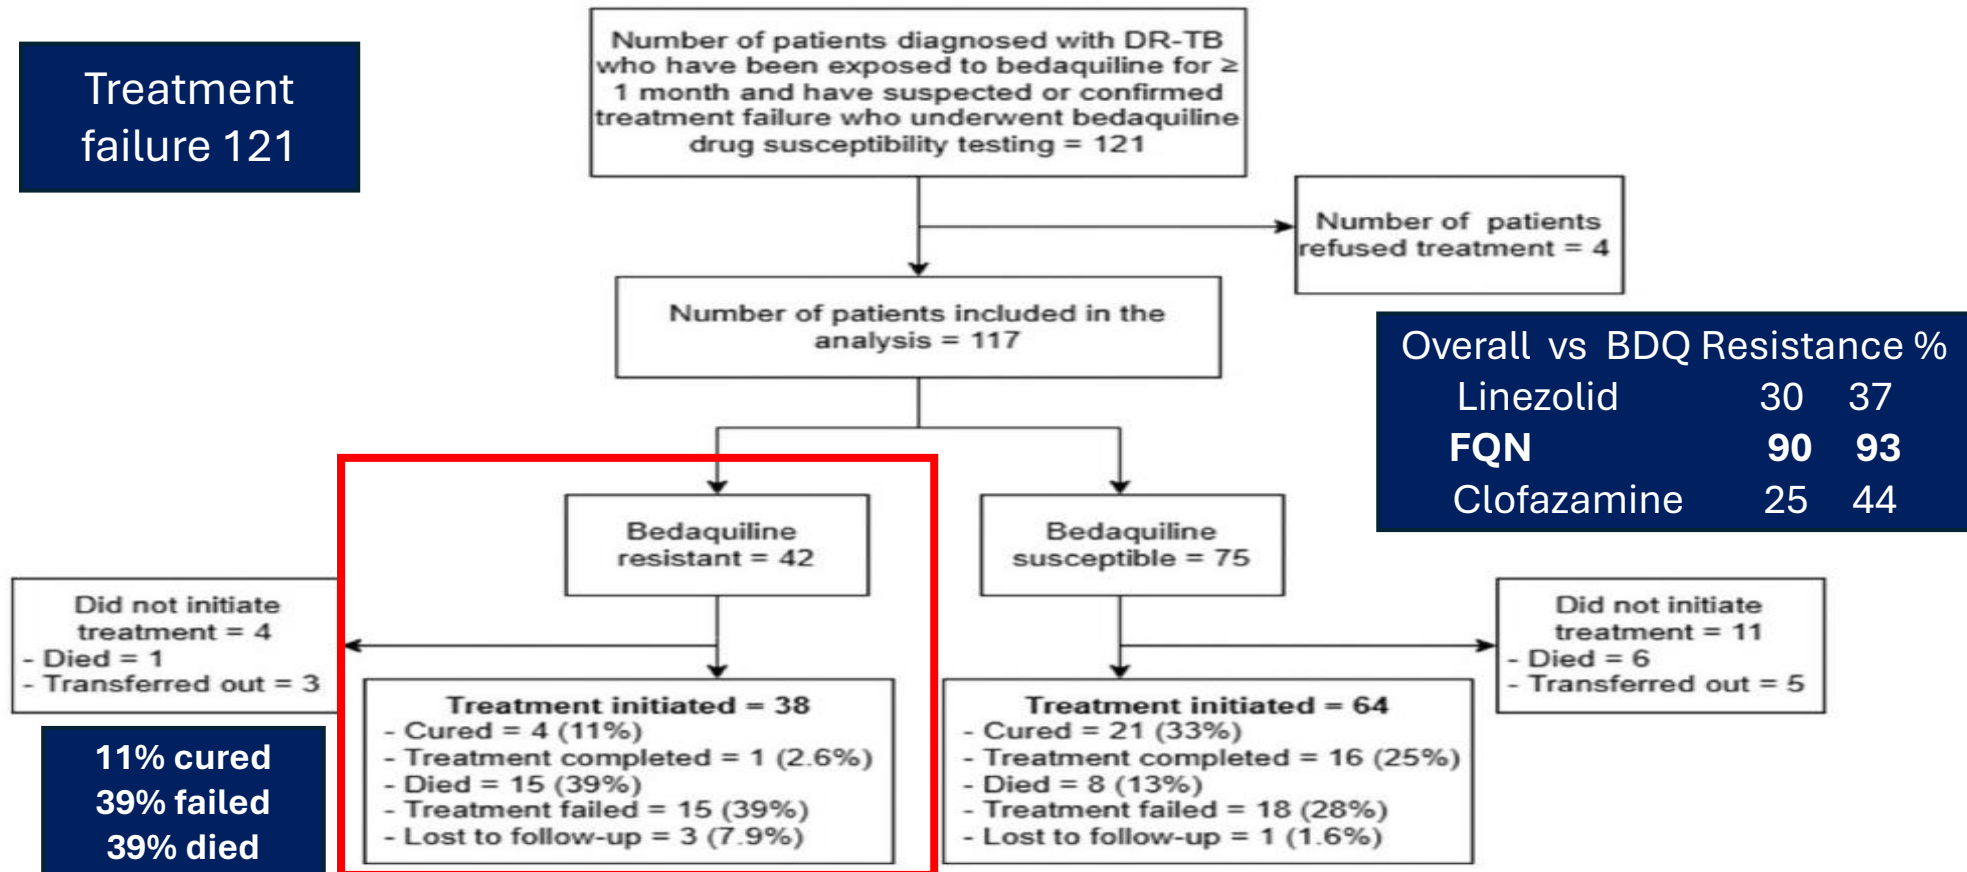 Treatment
failure 121
Number of patients diagnosed with DR-TB
who have been exposed to bedaquiline for ≥
1 month and have suspected or confirmed
treatment failure who underwent bedaquiline
drug susceptibility testing = 121
Number of patients
refused treatment = 4
Number of patients included in the
analysis = 117
Overall vs BDQ Resistance %
Linezolid 30 37
FQN 90 93
Clofazamine 25 44
Bedaquiline
resistant = 42
Bedaquiline
susceptible = 75
Did not initiate
treatment = 4
- Died = 1
- Transferred out = 3
Did not initiate
treatment = 11
- Died = 6
- Transferred out = 5
Treatment initiated = 38
- Cured = 4 (11%)
- Treatment completed = 1 (2.6%)
- Died = 15 (39%)
- Treatment failed = 15 (39%)
- Lost to follow-up = 3 (7.9%)
Treatment initiated = 64
- Cured = 21 (33%)
- Treatment completed = 16 (25%)
- Died = 8 (13%)
- Treatment failed = 18 (28%)
- Lost to follow-up = 1 (1.6%)
11% cured
39% failed
39% died